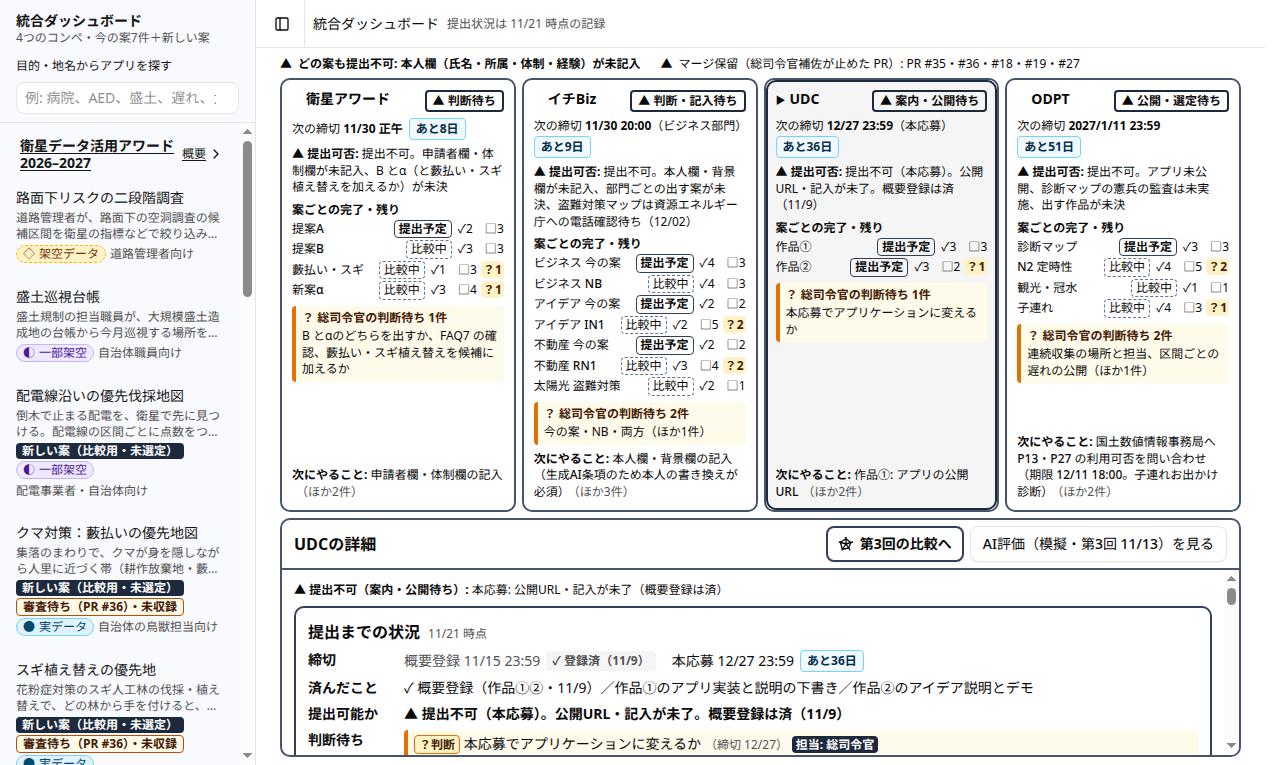 統合ダッシュボード
4つのコンペ・今の案7件＋新しい案
目的・地名からアプリを探す
例: 病院、AED、盛土、遅れ、
衛星データ活用アワード
2026–2027
概要
路面下リスクの二段階調査
道路管理者が、路面下の空洞調査の候
補区間を衛星の指標などで絞り込み…
◇ 架空データ 道路管理者向け
盛土巡視台帳
盛土規制の担当職員が、大規模盛土造
成地の台帳から今月巡視する場所を…
一部架空 自治体職員向け
配電線沿いの優先伐採地図
倒木で止まる配電を、衛星で先に見つ
ける。配電線の区間ごとに点数をつ…
新しい案（比較用・未選定）
一部架空
配電事業者・自治体向け
クマ対策：藪払いの優先地図
集落のまわりで、クマが身を隠しなが
ら人里に近づく帯（耕作放棄地・藪…
新しい案（比較用・未選定）
審査待ち（PR #36）・未収録
実データ 自治体の鳥獣担当向け
スギ植え替えの優先地
花粉症対策のスギ人工林の伐採・植え
替えで、どの林から手を付けると、…
新しい案（比較用・未選定）
審査待ち（PR #36）・未収録
実データ
統合ダッシュボード 提出状況は 11/21 時点の記録
▲ どの案も提出不可: 本人欄（氏名・所属・体制・経験）が未記入 ▲ マージ保留（総司令官補佐が止めた PR）: PR #35・#36・#18・#19・#27
衛星アワード ▲ 判断待ち
次の締切 11/30 正午 あと8日
▲ 提出可否: 提出不可。申請者欄・体
制欄が未記入、B とα（と藪払い・スギ
植え替えを加えるか）が未決
案ごとの完了・残り
提案A 提出予定 ✓2 □3
提案B 比較中 ✓3 □3
藪払い・スギ 比較中 ✓1 □3 ？1
新案α 比較中 ✓3 □4 ？1
？ 総司令官の判断待ち 1件
B とαのどちらを出すか、FAQ7 の確
認、藪払い・スギ植え替えを候補に
加えるか
次にやること: 申請者欄・体制欄の記入
（ほか2件）
イチBiz ▲ 判断・記入待ち
次の締切 11/30 20:00（ビジネス部門）
あと9日
▲ 提出可否: 提出不可。本人欄・背景
欄が未記入、部門ごとの出す案が未
決、盗難対策マップは資源エネルギー
庁への電話確認待ち（12/02）
案ごとの完了・残り
ビジネス 今の案 提出予定 ✓4 □3
ビジネス NB 比較中 ✓4 □3
アイデア 今の案 提出予定 ✓2 □2
アイデア IN1 比較中 ✓2 □5 ？2
不動産 今の案 提出予定 ✓2 □2
不動産 RN1 比較中 ✓3 □4 ？2
太陽光 盗難対策 比較中 ✓2 □1
？ 総司令官の判断待ち 2件
今の案・NB・両方（ほか1件）
次にやること: 本人欄・背景欄の記入
（生成AI条項のため本人の書き換えが
必須）（ほか3件）
▶ UDC ▲ 案内・公開待ち
次の締切 12/27 23:59（本応募）
あと36日
▲ 提出可否: 提出不可（本応募）。公開
URL・記入が未了。概要登録は済
（11/9）
案ごとの完了・残り
作品① 提出予定 ✓3 □3
作品② 提出予定 ✓3 □2 ？1
？ 総司令官の判断待ち 1件
本応募でアプリケーションに変える
か
次にやること: 作品①: アプリの公開
URL （ほか2件）
ODPT ▲ 公開・選定待ち
次の締切 2027/1/11 23:59
あと51日
▲ 提出可否: 提出不可。アプリ未公
開、診断マップの憲兵の監査は未実
施、出す作品が未決
案ごとの完了・残り
診断マップ 提出予定 ✓3 □3
N2 定時性 比較中 ✓4 □5 ？2
観光・冠水 比較中 ✓1 □1
子連れ 比較中 ✓4 □3 ？1
？ 総司令官の判断待ち 2件
連続収集の場所と担当、区間ごとの
遅れの公開（ほか1件）
次にやること: 国土数値情報事務局へ
P13・P27 の利用可否を問い合わせ
（期限 12/11 18:00。子連れお出かけ
診断）（ほか2件）
UDCの詳細 第3回の比較へ AI評価（模擬・第3回 11/13）を見る
▲ 提出不可（案内・公開待ち）: 本応募: 公開URL・記入が未了（概要登録は済）
提出までの状況 11/21 時点
締切 概要登録 11/15 23:59 ✓ 登録済（11/9） 本応募 12/27 23:59 あと36日
済んだこと ✓ 概要登録（作品①②・11/9）／作品①のアプリ実装と説明の下書き／作品②のアイデア説明とデモ
提出可能か ▲ 提出不可（本応募）。公開URL・記入が未了。概要登録は済（11/9）
判断待ち ？判断 本応募でアプリケーションに変えるか （締切 12/27） 担当: 総司令官